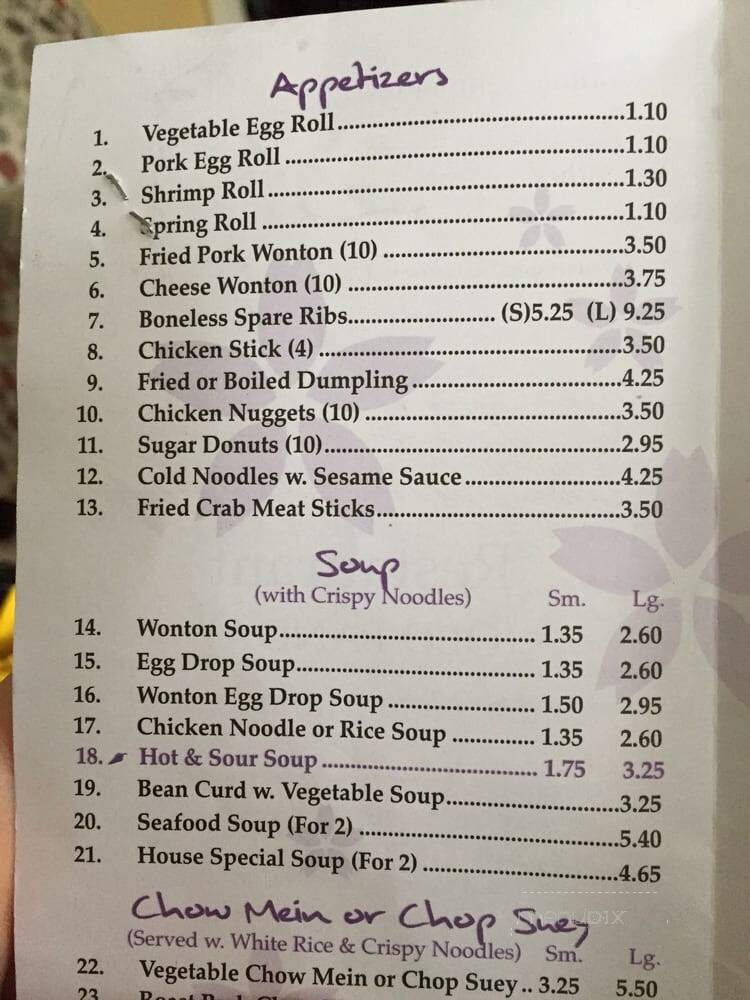 Appetizers
1. Vegetable Egg Roll ........ 1.10
2. Pork Egg Roll ........ 1.10
3. Shrimp Roll ........ 1.30
4. Spring Roll ........ 1.10
5. Fried Pork Wonton (10) ........ 3.50
6. Cheese Wonton (10) ........ 3.75
7. Boneless Spare Ribs ........ (S)5.25 (L) 9.25
8. Chicken Stick (4) ........ 3.50
9. Fried or Boiled Dumpling ........ 4.25
10. Chicken Nuggets (10) ........ 3.50
11. Sugar Donuts (10) ........ 2.95
12. Cold Noodles w. Sesame Sauce ........ 4.25
13. Fried Crab Meat Sticks ........ 3.50
Soup
(with Crispy Noodles) Sm. Lg.
14. Wonton Soup ........ 1.35 2.60
15. Egg Drop Soup ........ 1.35 2.60
16. Wonton Egg Drop Soup ........ 1.50 2.95
17. Chicken Noodle or Rice Soup ........ 1.35 2.60
18. Hot & Sour Soup ........ 1.75 3.25
19. Bean Curd w. Vegetable Soup ........ 3.25
20. Seafood Soup (For 2) ........ 5.40
21. House Special Soup (For 2) ........ 4.65
Chow Mein or Chop Suey
(Served w. White Rice & Crispy Noodles) Sm. Lg.
22. Vegetable Chow Mein or Chop Suey .. 3.25 5.50
23.